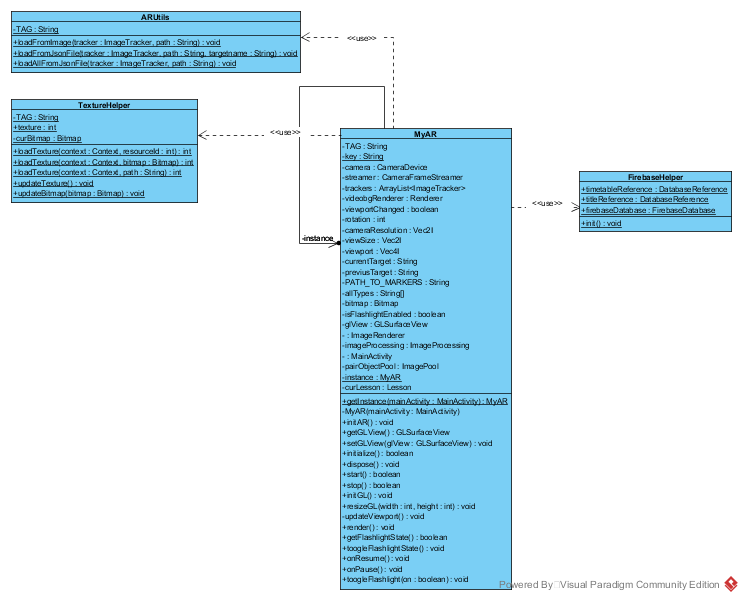 ARUtils
-TAG : String
+loadFromImage(tracker : ImageTracker, path : String) : void
+loadFromJsonFile(tracker : ImageTracker, path : String, targetname : String) : void
+loadAllFromJsonFile(tracker : ImageTracker, path : String) : void
<<use>>
TextureHelper
-TAG : String
+texture : int
-curBitmap : Bitmap
+loadTexture(context : Context, resourceId : int) : int
+loadTexture(context : Context, bitmap : Bitmap) : int
+loadTexture(context : Context, path : String) : int
+updateTexture() : void
+updateBitmap(bitmap : Bitmap) : void
<<use>>
-instance
MyAR
-TAG : String
-key : String
-camera : CameraDevice
-streamer : CameraFrameStreamer
-trackers : ArrayList<ImageTracker>
-videobgRenderer : Renderer
-viewportChanged : boolean
-rotation : int
-cameraResolution : Vec2I
-viewSize : Vec2I
-viewport : Vec4I
-currentTarget : String
-previusTarget : String
-PATH_TO_MARKERS : String
-allTypes : String[]
-bitmap : Bitmap
-isFlashlightEnabled : boolean
-glView : GLSurfaceView
- : ImageRenderer
-imageProcessing : ImageProcessing
- : MainActivity
-pairObjectPool : ImagePool
-instance : MyAR
-curLesson : Lesson
+getInstance(mainActivity : MainActivity) : MyAR
-MyAR(mainActivity : MainActivity)
+initAR() : void
+getGLView() : GLSurfaceView
+setGLView(glView : GLSurfaceView) : void
+initialize() : boolean
+dispose() : void
+start() : boolean
+stop() : boolean
+initGL() : void
+resizeGL(width : int, height : int) : void
-updateViewport() : void
+render() : void
+getFlashlightState() : boolean
+toogleFlashlightState() : void
+onResume() : void
+onPause() : void
+toogleFlashlight(on : boolean) : void
<<use>>
FirebaseHelper
+timetableReference : DatabaseReference
+titleReference : DatabaseReference
+firebaseDatabase : FirebaseDatabase
+init() : void
Powered By Visual Paradigm Community Edition